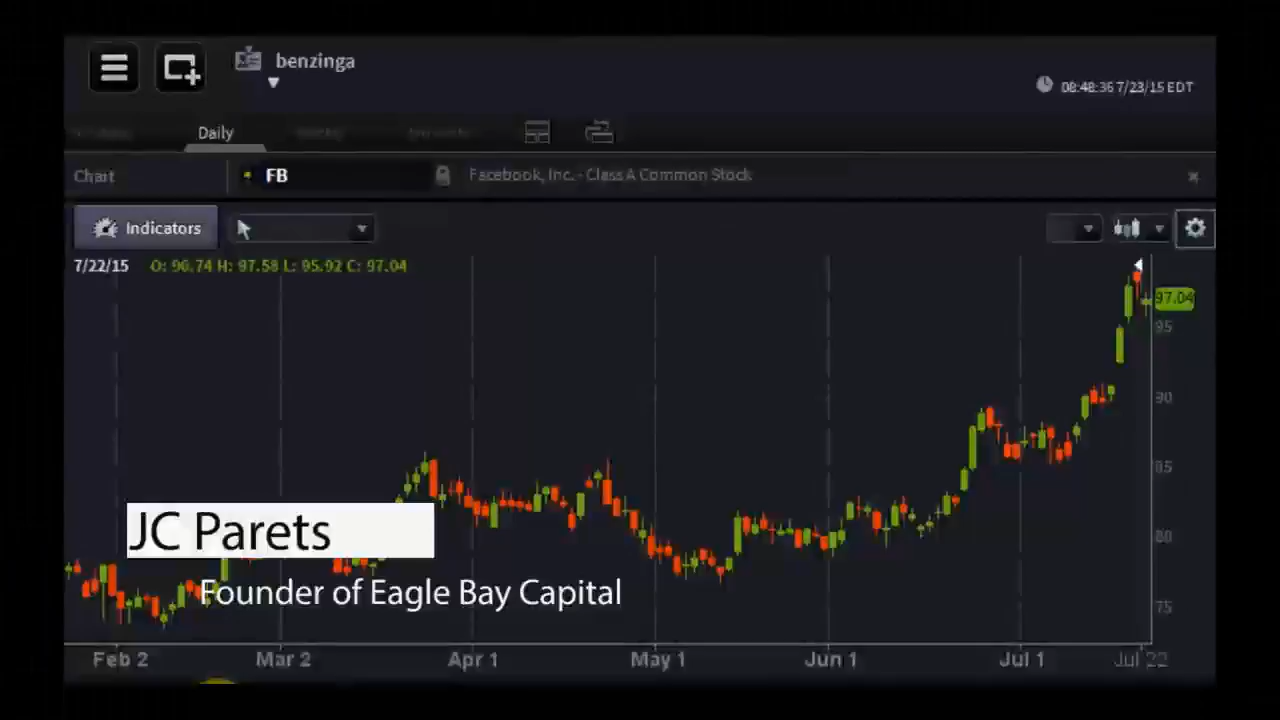 benzinga
08:48:36 7/23/15 EDT
Daily
Chart
FB
Facebook, Inc. - Class A Common Stock
Indicators
7/22/15 O: 96.74 H: 97.58 L: 95.92 C: 97.04
97.04
95
90
85
80
75
JC Parets
Founder of Eagle Bay Capital
Feb 2 Mar 2 Apr 1 May 1 Jun 1 Jul 1 Jul 22